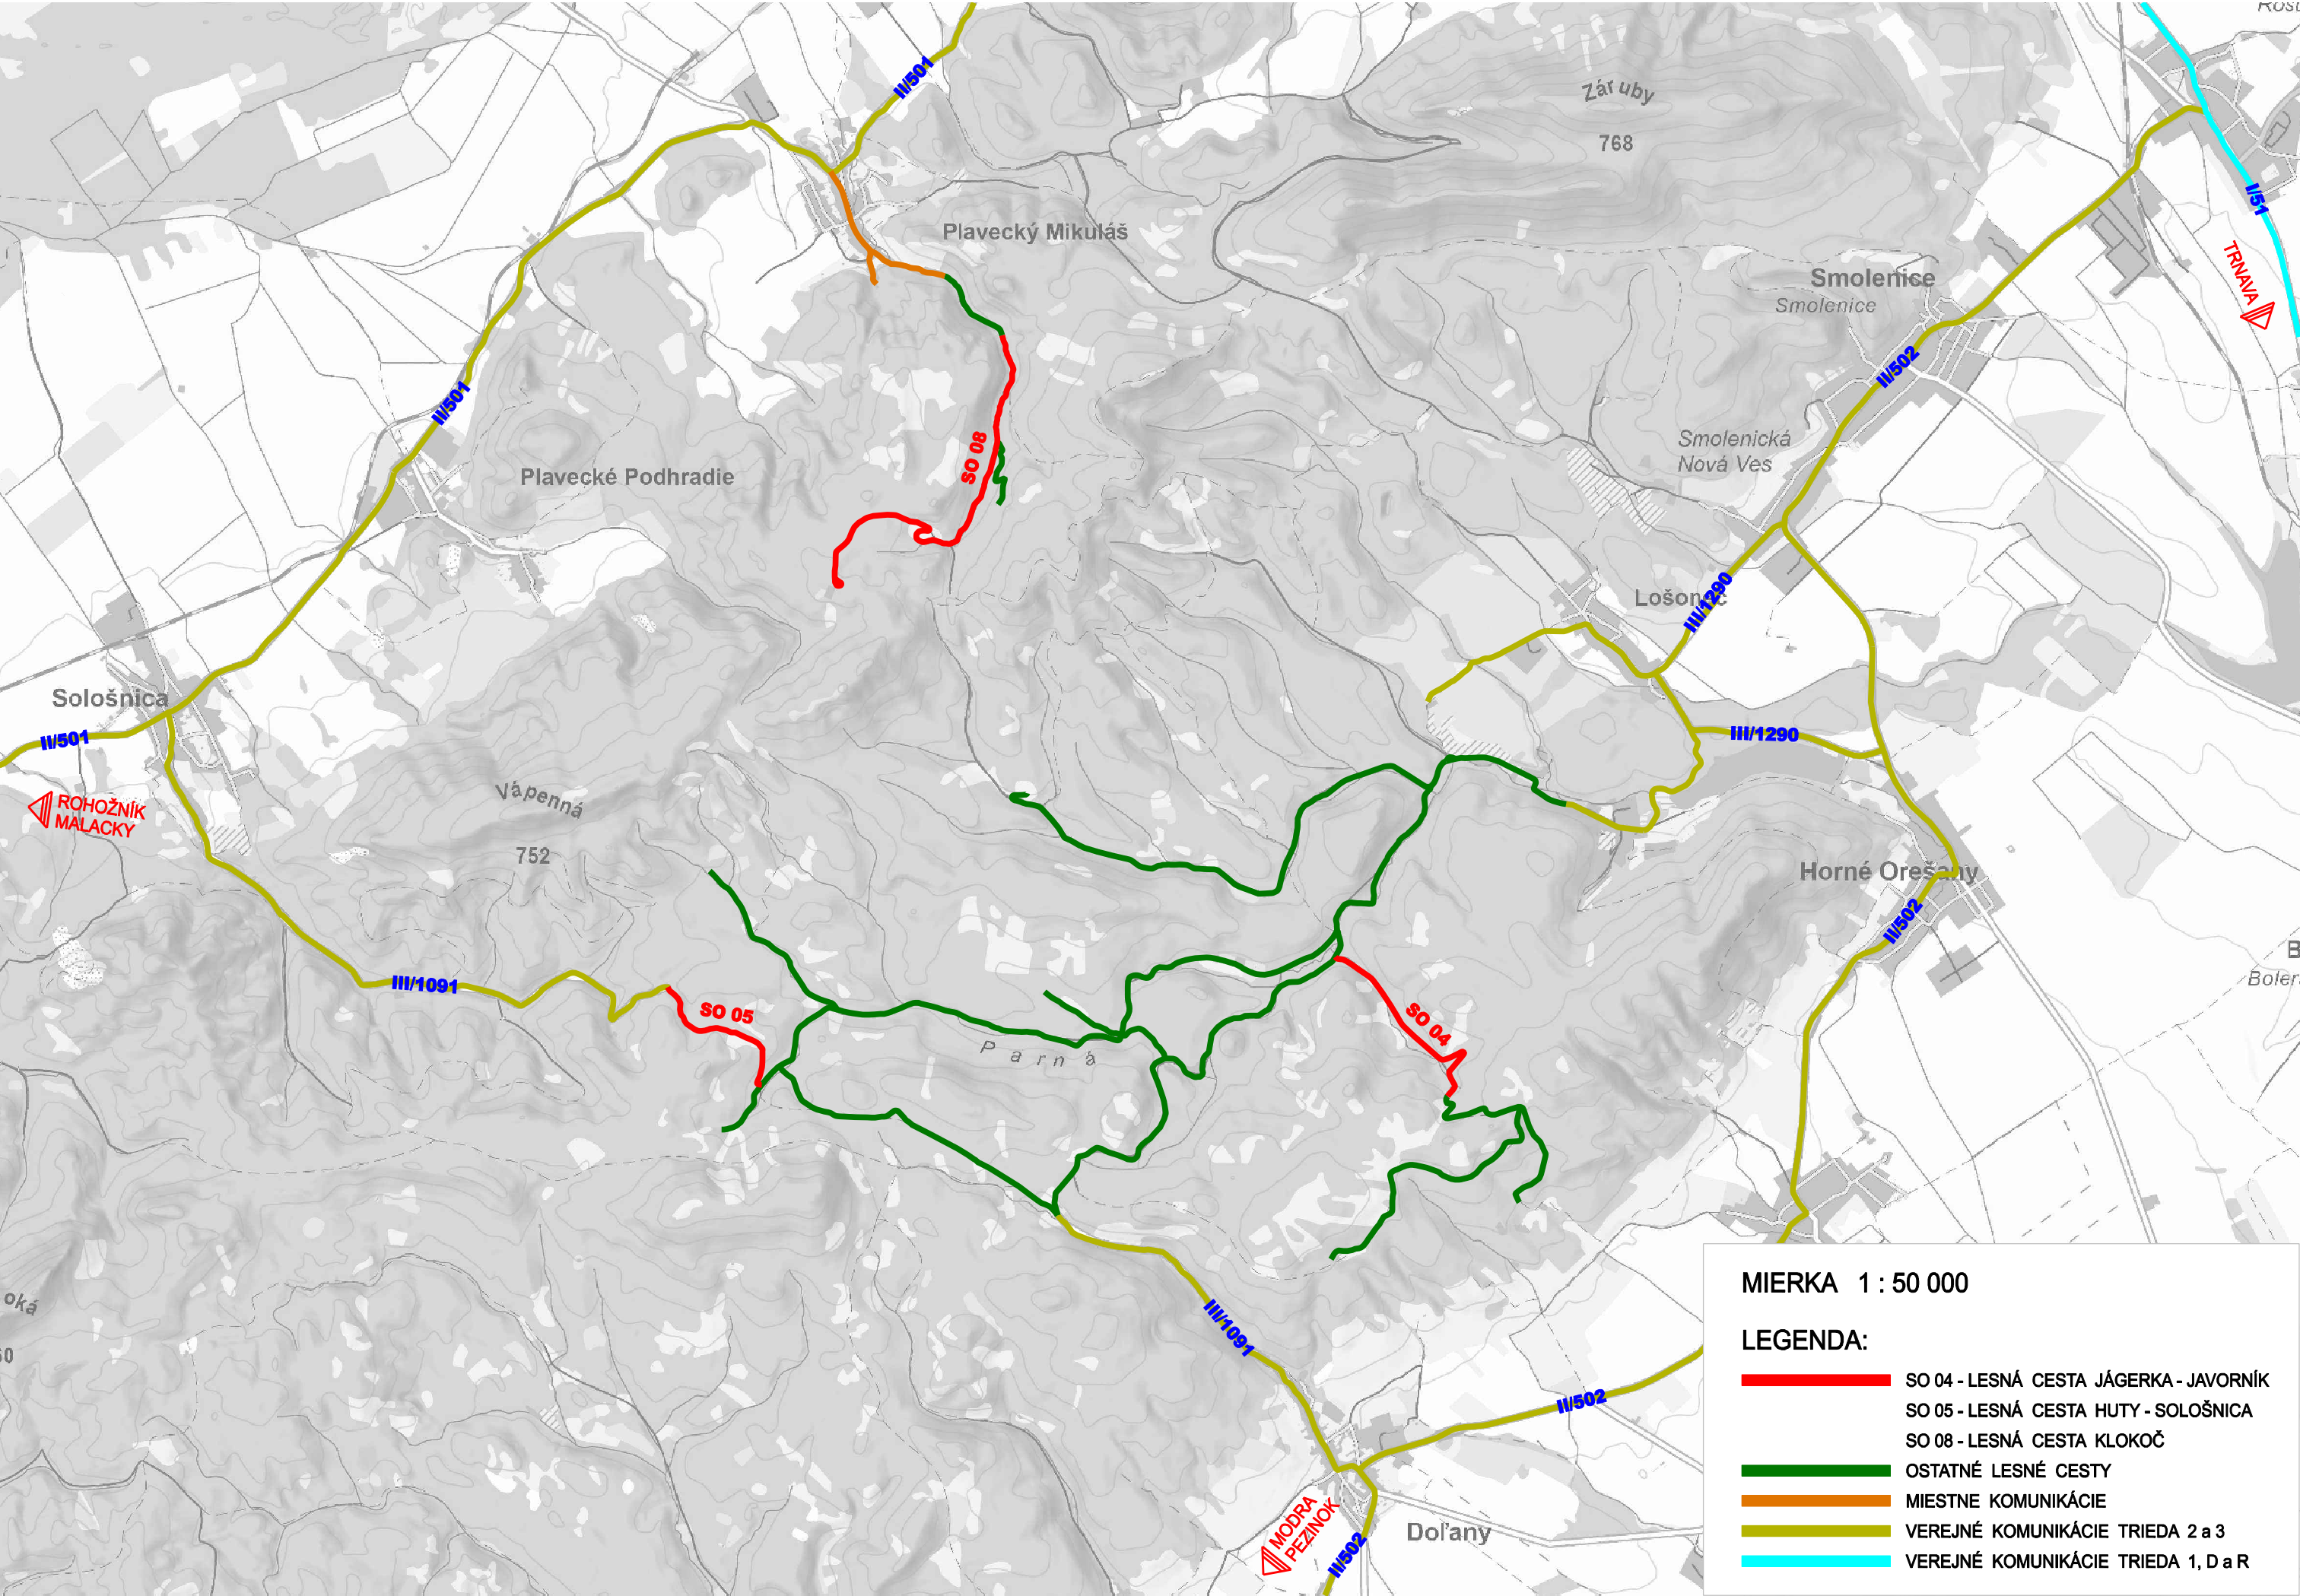 II/501
Záruby
768
I/51
Plavecký Mikuláš
TRNAVA
Smolenice
Smolenice
II/502
II/501
Smolenická
Nová Ves
SO 08
Plavecké Podhradie
III/1290
Sološnica
II/501
III/1290
ROHOŽNÍK
MALACKY
Vápenná
752
Horné Orešany
II/502
III/1091
SO 05
SO 04
Parná
oká
III/1091
II/502
MODRA
PEZINOK
Doľany
II/502
MIERKA 1 : 50 000
LEGENDA:
SO 04 - LESNÁ CESTA JÁGERKA - JAVORNÍK
SO 05 - LESNÁ CESTA HUTY - SOLOŠNICA
SO 08 - LESNÁ CESTA KLOKOČ
OSTATNÉ LESNÉ CESTY
MIESTNE KOMUNIKÁCIE
VEREJNÉ KOMUNIKÁCIE TRIEDA 2 a 3
VEREJNÉ KOMUNIKÁCIE TRIEDA 1, D a R